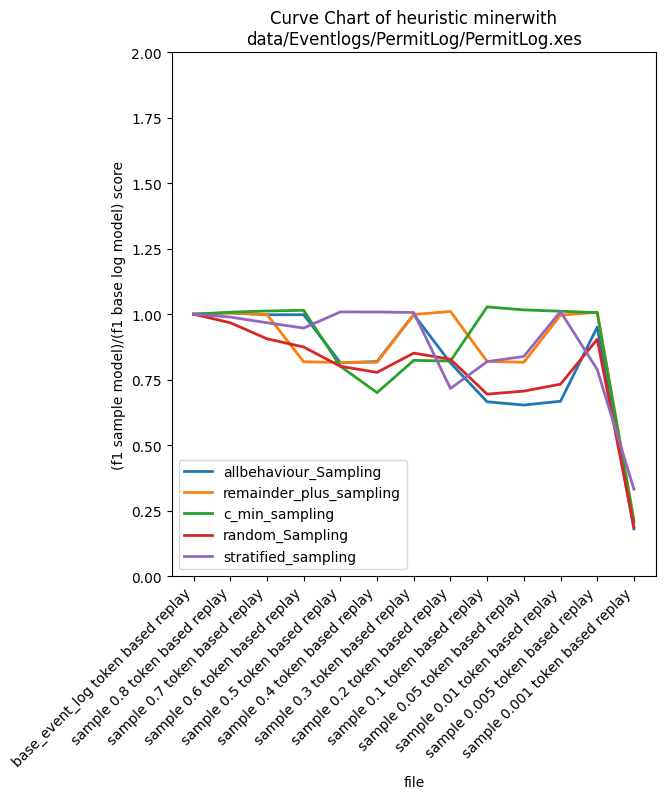 Curve Chart of heuristic minerwith
data/Eventlogs/PermitLog/PermitLog.xes
(f1 sample model)/(f1 base log model) score
2.00
1.75
1.50
1.25
1.00
0.75
0.50
0.25
0.00
allbehaviour_Sampling
remainder_plus_sampling
c_min_sampling
random_Sampling
stratified_sampling
base_event_log token based replay
sample 0.8 token based replay
sample 0.7 token based replay
sample 0.6 token based replay
sample 0.5 token based replay
sample 0.4 token based replay
sample 0.3 token based replay
sample 0.2 token based replay
sample 0.1 token based replay
sample 0.05 token based replay
sample 0.01 token based replay
sample 0.005 token based replay
sample 0.001 token based replay
file